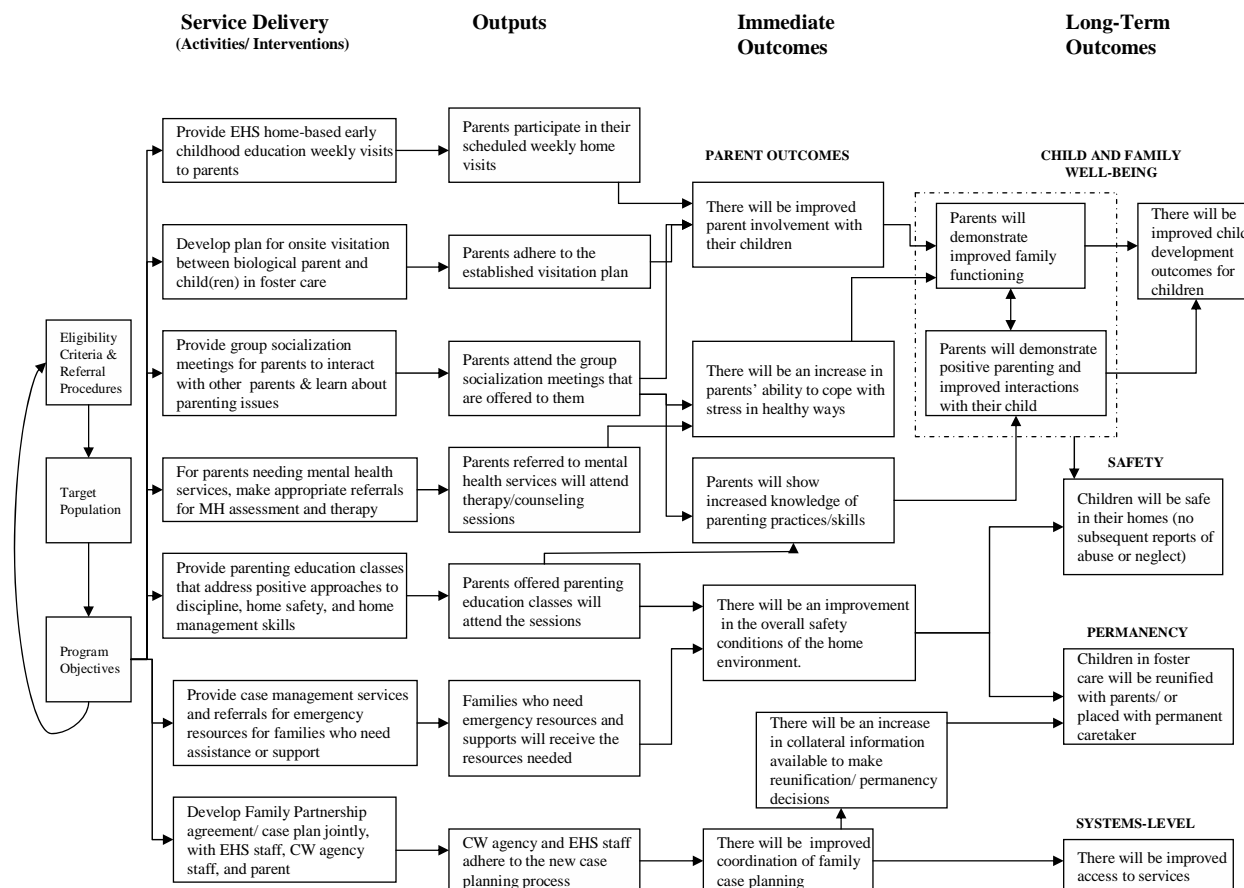 Service Delivery
(Activities/ Interventions)
Outputs
Immediate
Outcomes
Long-Term
Outcomes
Eligibility
Criteria &
Referral
Procedures
Target
Population
Program
Objectives
Provide EHS home-based early
childhood education weekly visits
to parents
Develop plan for onsite visitation
between biological parent and
child(ren) in foster care
Provide group socialization
meetings for parents to interact
with other parents & learn about
parenting issues
For parents needing mental health
services, make appropriate referrals
for MH assessment and therapy
Provide parenting education classes
that address positive approaches to
discipline, home safety, and home
management skills
Provide case management services
and referrals for emergency
resources for families who need
assistance or support
Develop Family Partnership
agreement/ case plan jointly,
with EHS staff, CW agency
staff, and parent
Parents participate in their
scheduled weekly home
visits
Parents adhere to the
established visitation plan
Parents attend the group
socialization meetings that
are offered to them
Parents referred to mental
health services will attend
therapy/counseling
sessions
Parents offered parenting
education classes will
attend the sessions
Families who need
emergency resources and
supports will receive the
resources needed
CW agency and EHS staff
adhere to the new case
planning process
PARENT OUTCOMES
There will be improved
parent involvement with
their children
There will be an increase in
parents’ ability to cope with
stress in healthy ways
Parents will show
increased knowledge of
parenting practices/skills
There will be an improvement
in the overall safety
conditions of the home
environment.
There will be an increase
in collateral information
available to make
reunification/ permanency
decisions
There will be improved
coordination of family
case planning
CHILD AND FAMILY
WELL-BEING
Parents will
demonstrate
improved family
functioning
Parents will demonstrate
positive parenting and
improved interactions
with their child
There will be
improved child
development
outcomes for
children
SAFETY
Children will be safe
in their homes (no
subsequent reports of
abuse or neglect)
PERMANENCY
Children in foster
care will be reunified
with parents/ or
placed with permanent
caretaker
SYSTEMS-LEVEL
There will be improved
access to services